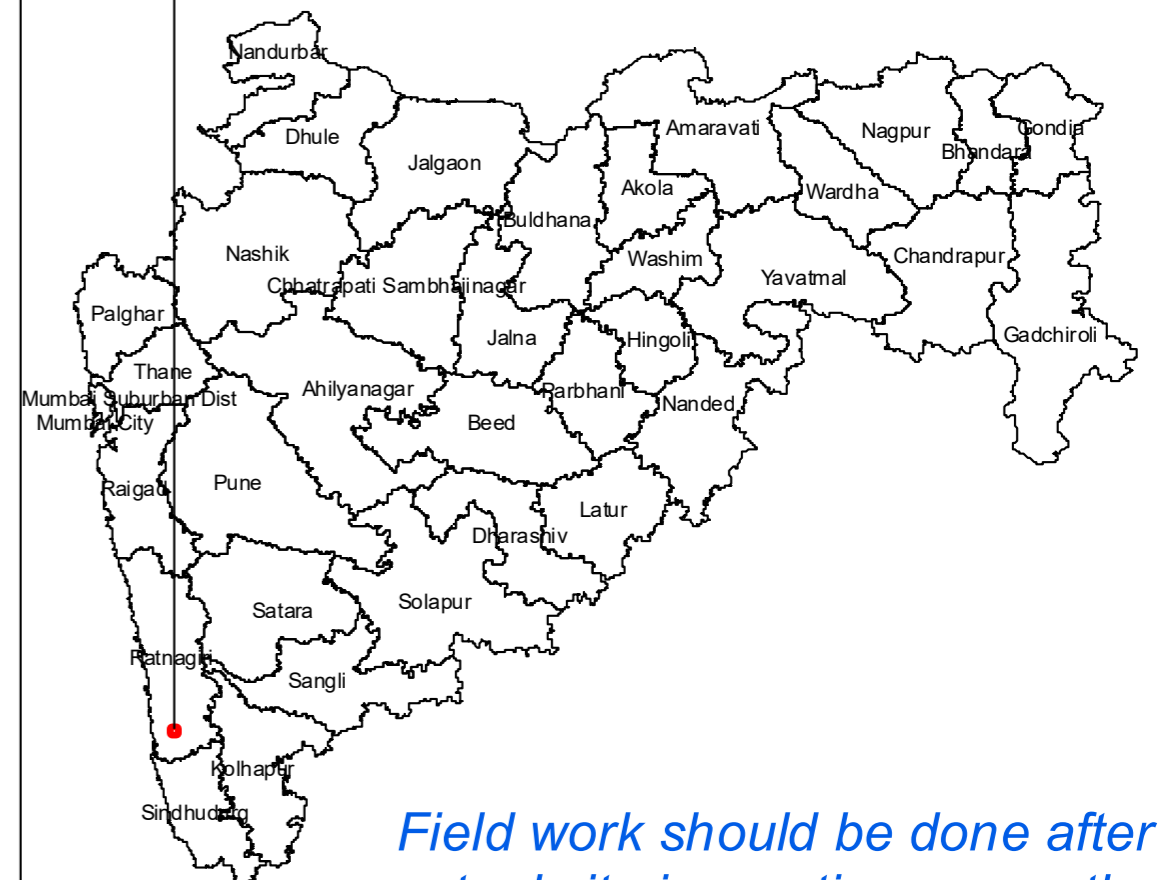 Nandurbar
Dhule
Jalgaon
Amaravati
Nagpur
Gondia
Bhandara
Akola
Wardha
Buldhana
Nashik
Washim
Chandrapur
Yavatmal
Chhatrapati Sambhajinagar
Palghar
Jalna
Hingoli
Gadchiroli
Thane
Ahilyanagar
Parbhani
Mumbai Suburban Dist
Nanded
Mumbai City
Beed
Raigad
Pune
Latur
Dharashiv
Satara
Solapur
Ratnagiri
Sangli
Kolhapur
Sindhudurg
Field work should be done after